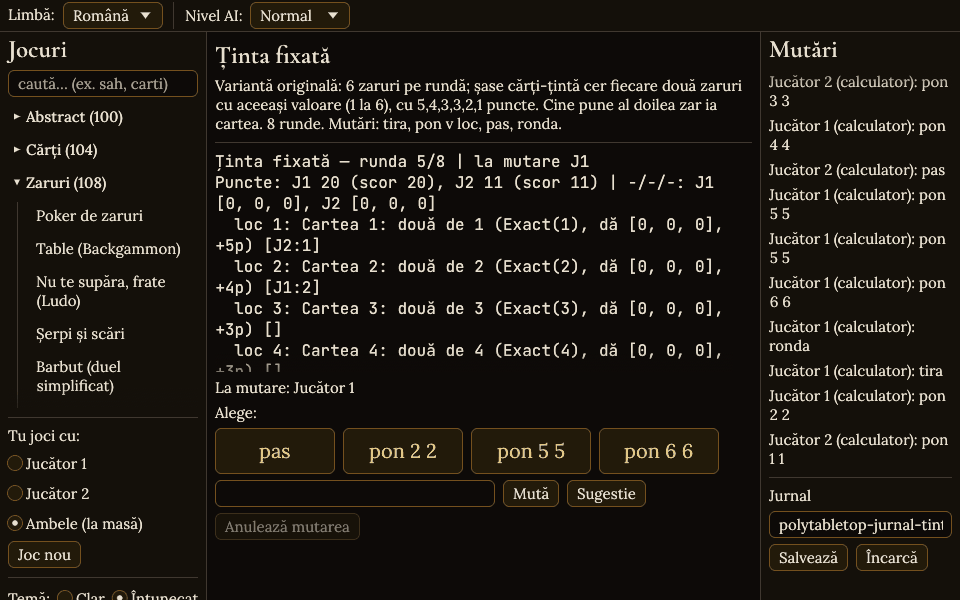 Limbă: Română ▼ Nivel AI: Normal ▼
Jocuri
caută... (ex. sah, carti)
▸ Abstract (100)
▸ Cărți (104)
▾ Zaruri (108)
Poker de zaruri
Table (Backgammon)
Nu te supăra, frate
(Ludo)
Șerpi și scări
Barbut (duel
simplificat)
Tu joci cu:
Jucător 1
Jucător 2
Ambele (la masă)
Joc nou
Temă: Clar Întunecat
Ținta fixată
Variantă originală: 6 zaruri pe rundă; șase cărți-țintă cer fiecare două zaruri
cu aceeași valoare (1 la 6), cu 5,4,3,3,2,1 puncte. Cine pune al doilea zar ia
cartea. 8 runde. Mutări: tira, pon v loc, pas, ronda.
Ținta fixată — runda 5/8 | la mutare J1
Puncte: J1 20 (scor 20), J2 11 (scor 11) | -/-/-: J1
[0, 0, 0], J2 [0, 0, 0]
loc 1: Cartea 1: două de 1 (Exact(1), dă [0, 0, 0],
+5p) [J2:1]
loc 2: Cartea 2: două de 2 (Exact(2), dă [0, 0, 0],
+4p) [J1:2]
loc 3: Cartea 3: două de 3 (Exact(3), dă [0, 0, 0],
+3p) []
loc 4: Cartea 4: două de 4 (Exact(4), dă [0, 0, 0],
+3p) []
La mutare: Jucător 1
Alege:
pas pon 2 2 pon 5 5 pon 6 6
Mută Sugestie
Anulează mutarea
Mutări
Jucător 2 (calculator): pon
3 3
Jucător 1 (calculator): pon
4 4
Jucător 2 (calculator): pas
Jucător 1 (calculator): pon
5 5
Jucător 1 (calculator): pon
5 5
Jucător 1 (calculator): pon
6 6
Jucător 1 (calculator):
ronda
Jucător 1 (calculator): tira
Jucător 1 (calculator): pon
2 2
Jucător 2 (calculator): pon
1 1
Jurnal
polytabletop-jurnal-tint
Salvează Încarcă